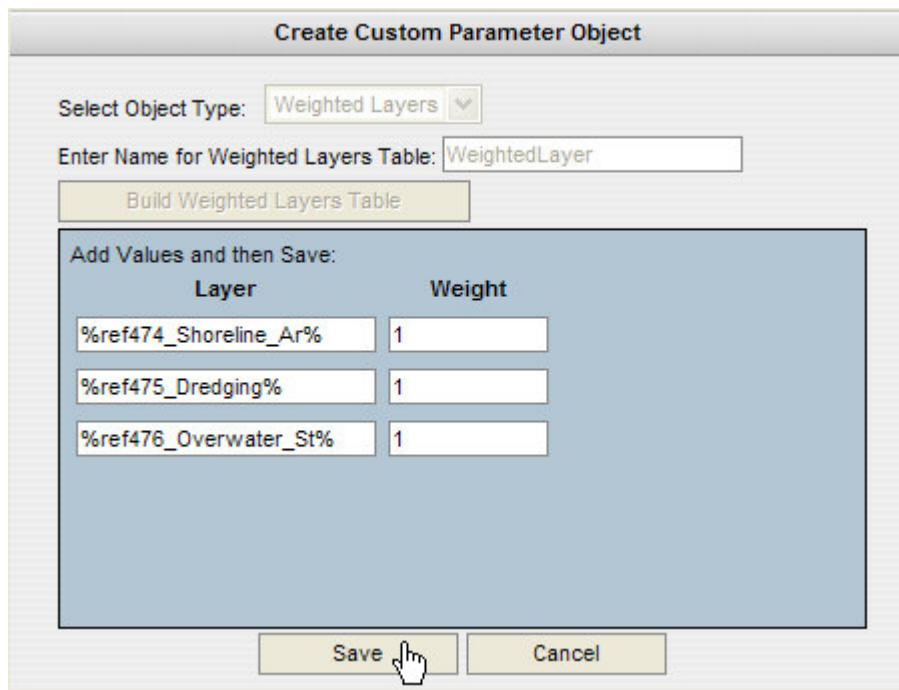 Create Custom Parameter Object
Select Object Type: Weighted Layers
Enter Name for Weighted Layers Table: WeightedLayer
Build Weighted Layers Table
Add Values and then Save:
Layer Weight
%ref474_Shoreline_Ar% 1
%ref475_Dredging% 1
%ref476_Overwater_St% 1
Save Cancel